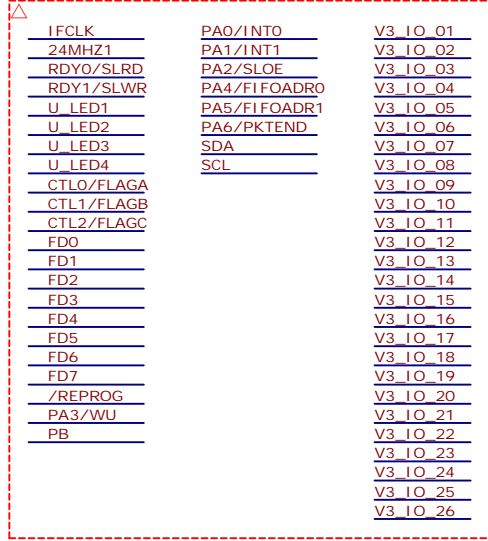 IFCLK
24MHZ1
RDY0/SLRD
RDY1/SLWR
U_LED1
U_LED2
U_LED3
U_LED4
CTL0/FLAGA
CTL1/FLAGB
CTL2/FLAGC
FD0
FD1
FD2
FD3
FD4
FD5
FD6
FD7
/REPROG
PA3/WU
PB
PA0/INT0
PA1/INT1
PA2/SLOE
PA4/FIFOADR0
PA5/FIFOADR1
PA6/PKTEND
SDA
SCL
V3_IO_01
V3_IO_02
V3_IO_03
V3_IO_04
V3_IO_05
V3_IO_06
V3_IO_07
V3_IO_08
V3_IO_09
V3_IO_10
V3_IO_11
V3_IO_12
V3_IO_13
V3_IO_14
V3_IO_15
V3_IO_16
V3_IO_17
V3_IO_18
V3_IO_19
V3_IO_20
V3_IO_21
V3_IO_22
V3_IO_23
V3_IO_24
V3_IO_25
V3_IO_26